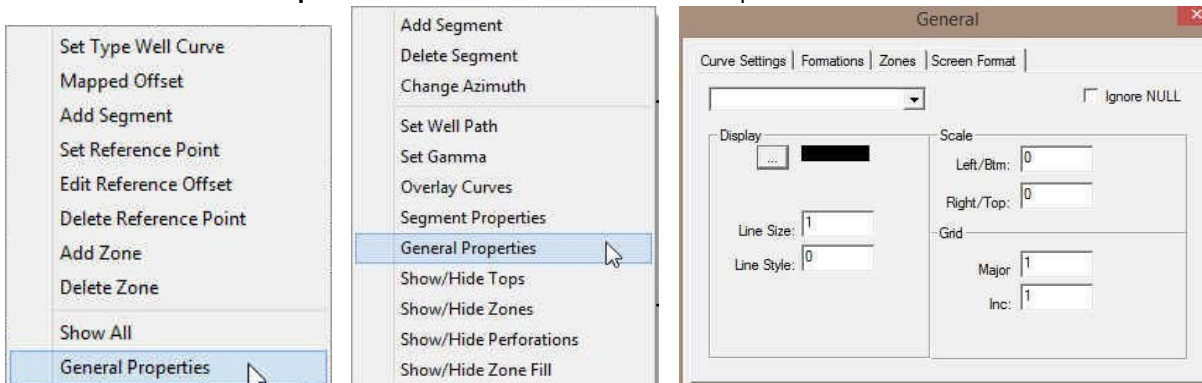 Set Type Well Curve
Mapped Offset
Add Segment
Set Reference Point
Edit Reference Offset
Delete Reference Point
Add Zone
Delete Zone
Show All
General Properties
Add Segment
Delete Segment
Change Azimuth
Set Well Path
Set Gamma
Overlay Curves
Segment Properties
General Properties
Show/Hide Tops
Show/Hide Zones
Show/Hide Perforations
Show/Hide Zone Fill
General
Curve Settings Formations Zones Screen Format
Ignore NULL
Display
...
Line Size: 1
Line Style: 0
Scale
Left/Btm: 0
Right/Top: 0
Grid
Major 1
Inc: 1